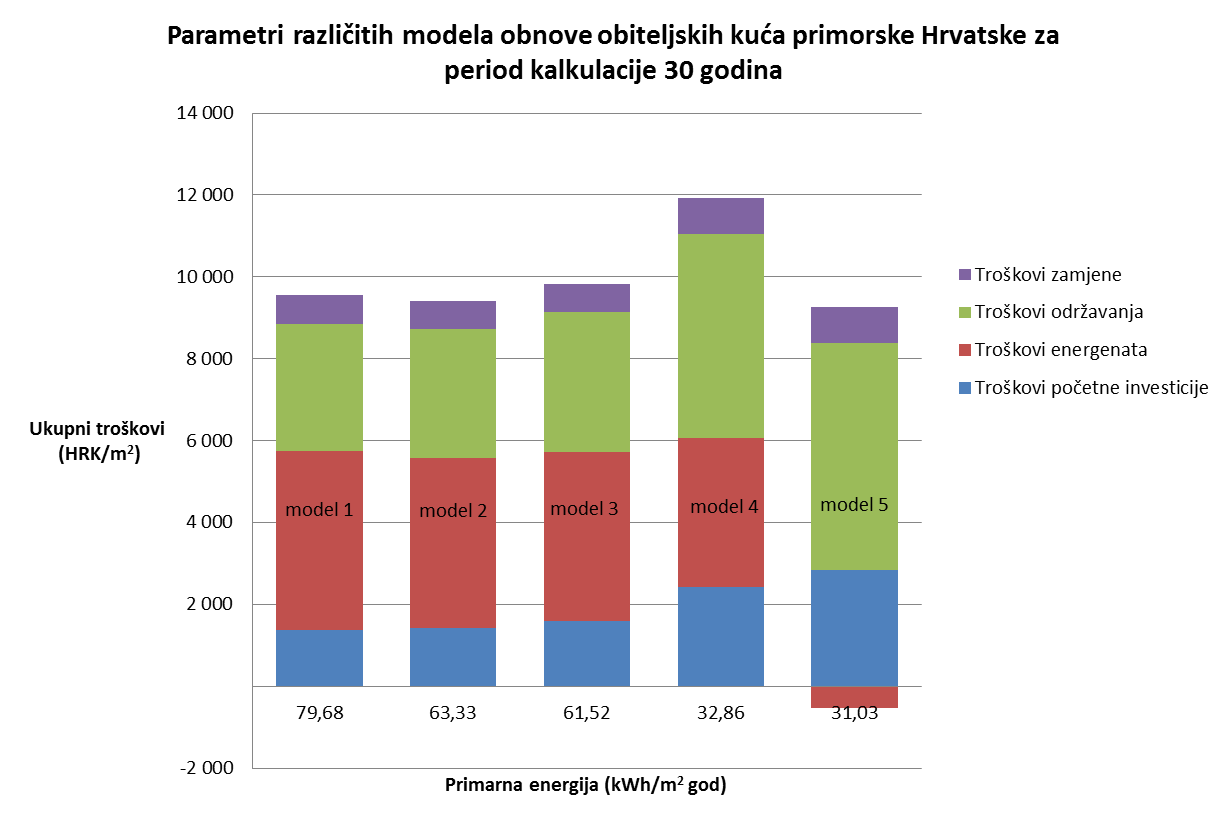 Parametri različitih modela obnove obiteljskih kuća primorske Hrvatske za
period kalkulacije 30 godina
14 000
12 000
10 000
8 000
6 000
4 000
2 000
-2 000
Ukupni troškovi
(HRK/m²)
model 1
model 2
model 3
model 4
model 5
79,68
63,33
61,52
32,86
31,03
Primarna energija (kWh/m² god)
Troškovi zamjene
Troškovi održavanja
Troškovi energenata
Troškovi početne investicije